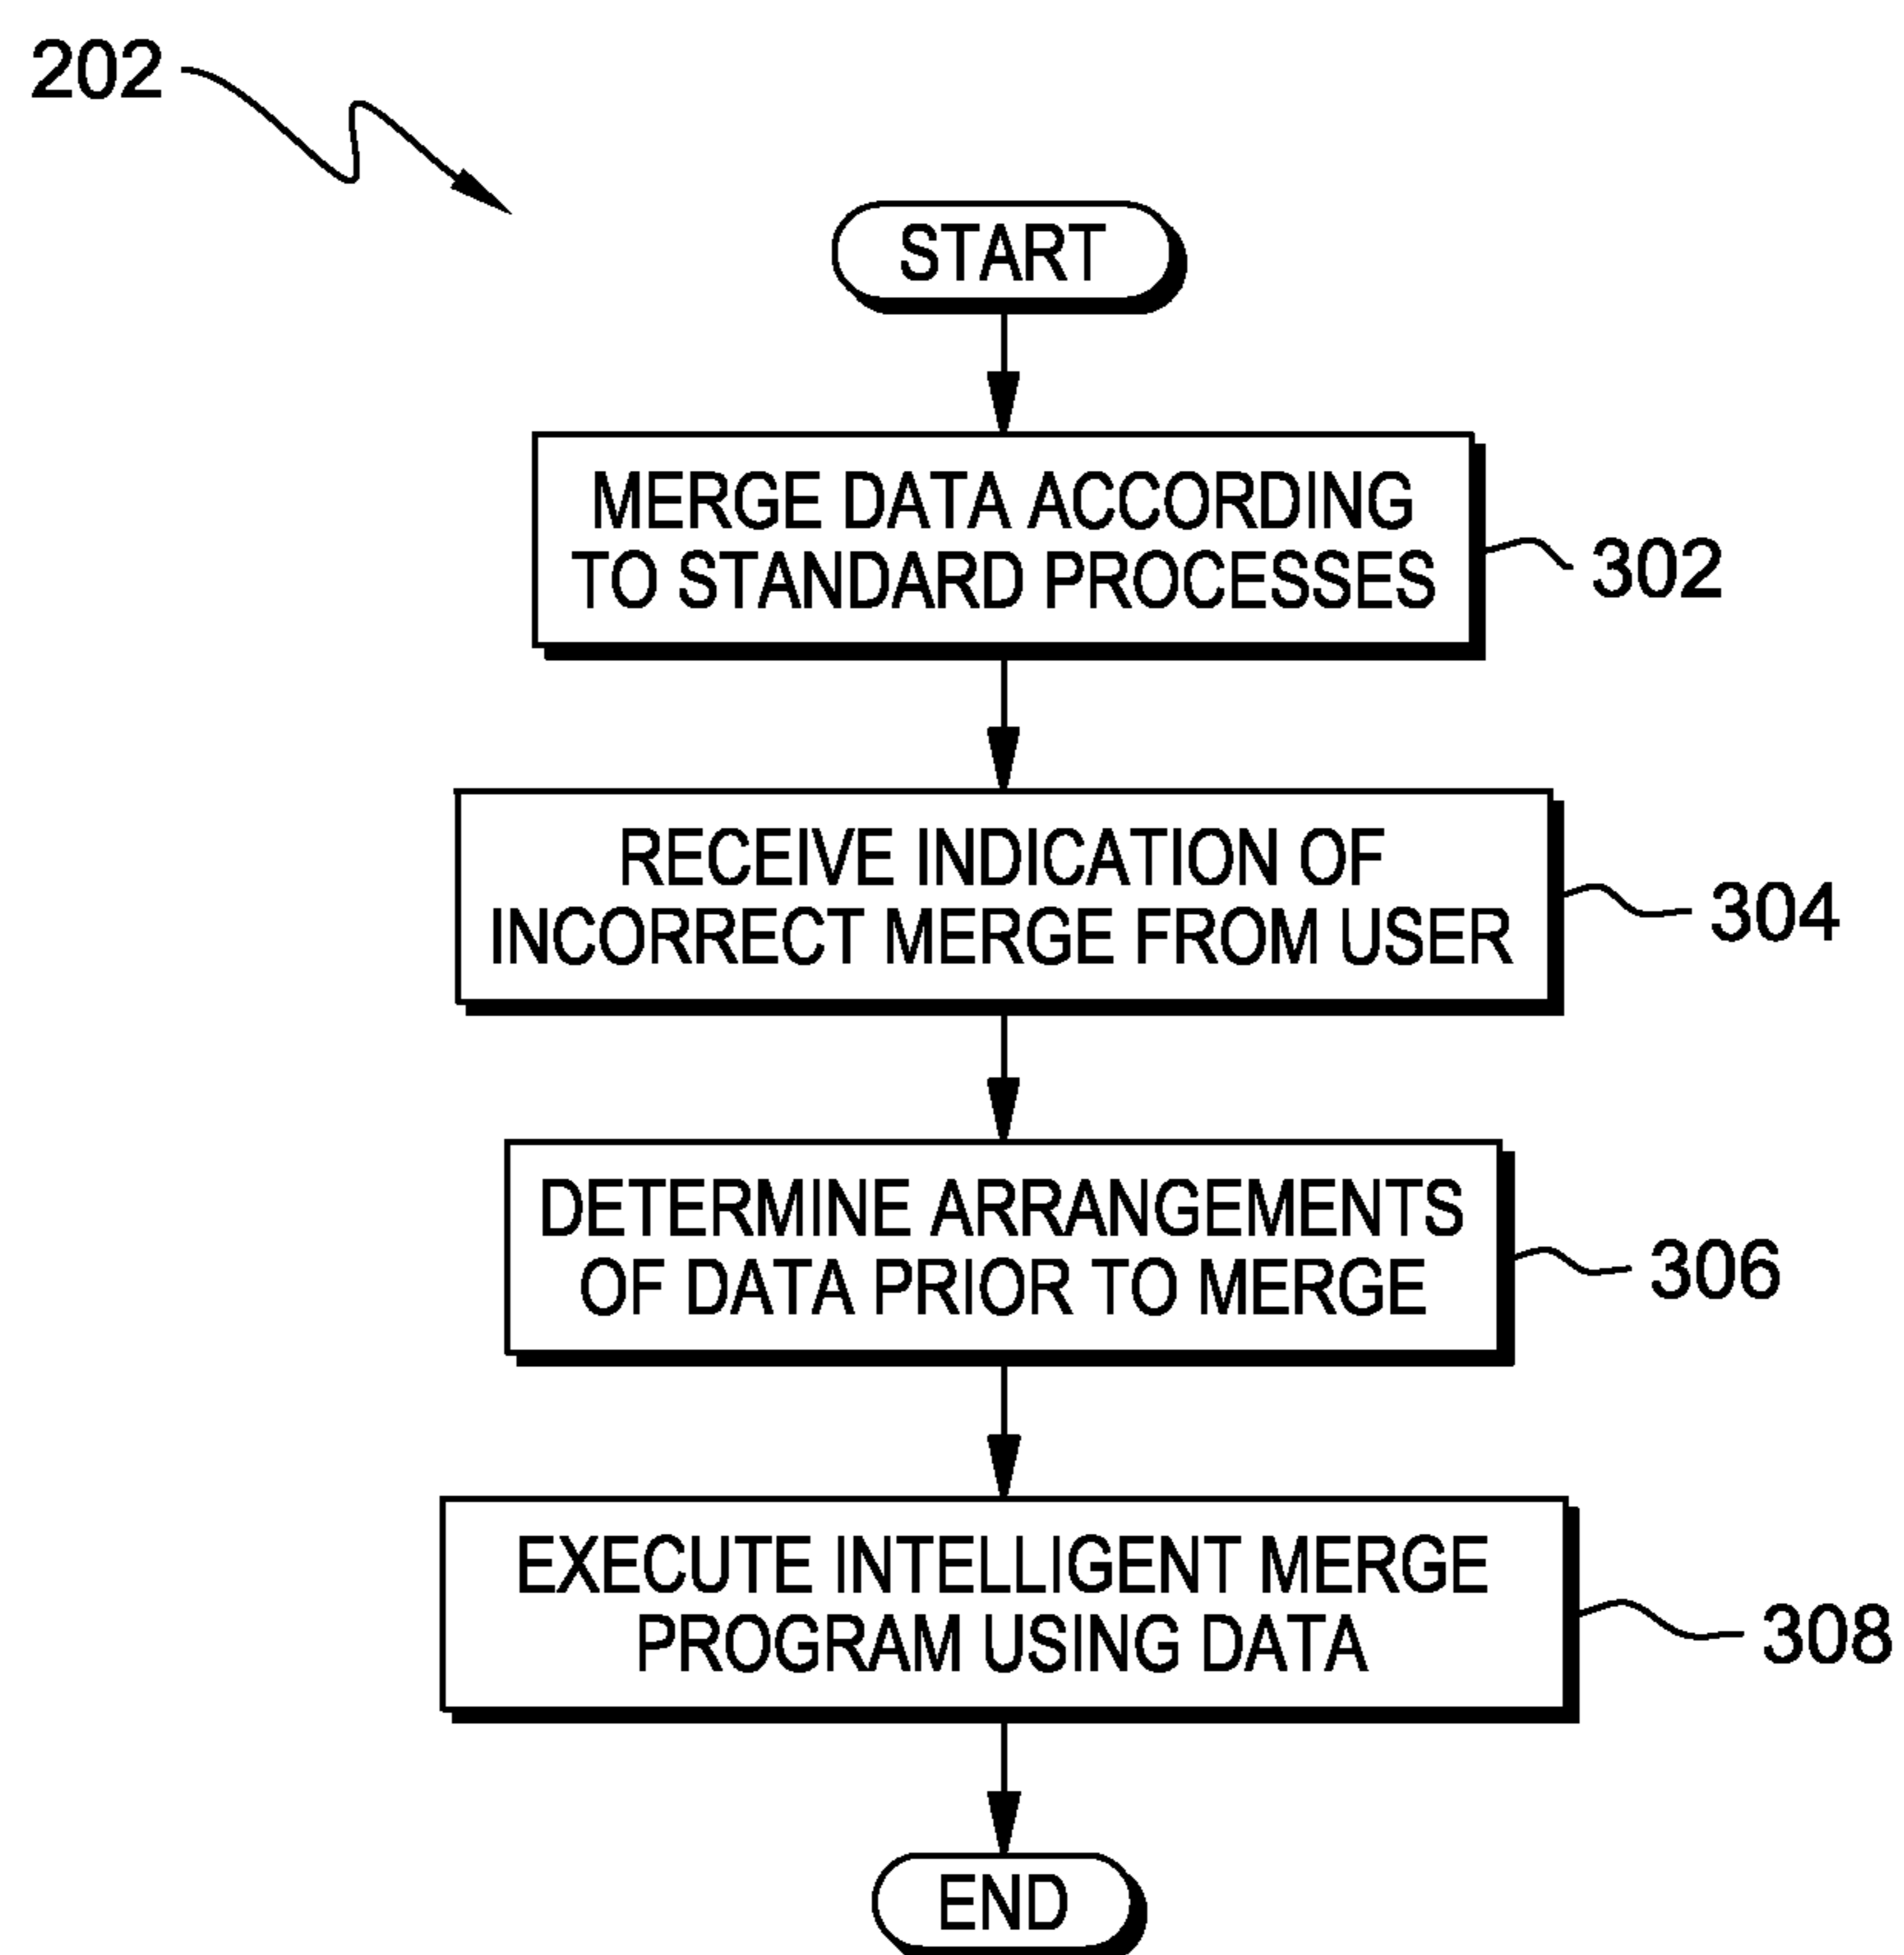 202
START
MERGE DATA ACCORDING
TO STANDARD PROCESSES
302
RECEIVE INDICATION OF
INCORRECT MERGE FROM USER
304
DETERMINE ARRANGEMENTS
OF DATA PRIOR TO MERGE
306
EXECUTE INTELLIGENT MERGE
PROGRAM USING DATA
308
END